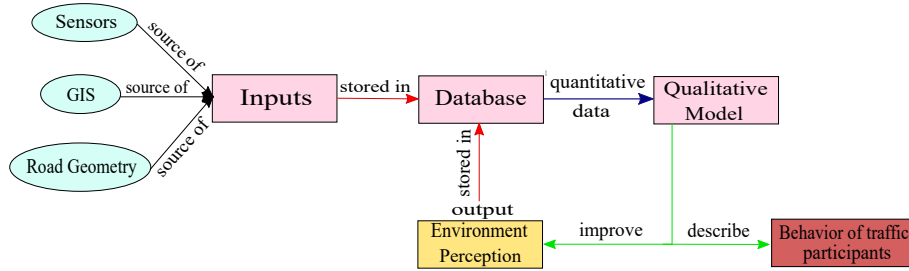 Sensors
source of
GIS
source of
Road Geometry
source of
Inputs
stored in
Database
quantitative
data
Qualitative
Model
stored in
output
Environment
Perception
improve
describe
Behavior of traffic
participants